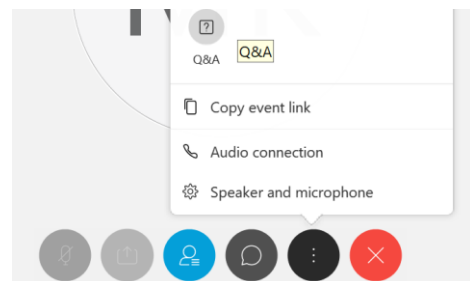 Q&A
Q&A
Copy event link
Audio connection
Speaker and microphone